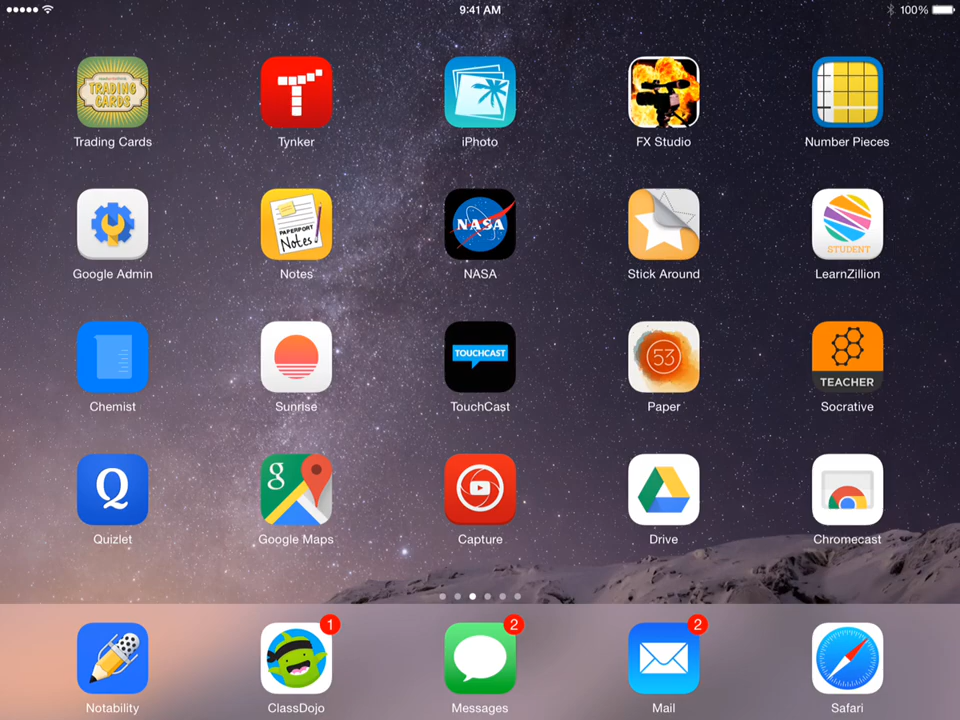 9:41 AM
100%
TRADING CARDS
Trading Cards
Tynker
iPhoto
FX Studio
Number Pieces
PAPERPORT
Notes
NASA
STUDENT
Google Admin
Notes
NASA
Stick Around
LearnZillion
TOUCHCAST
53
TEACHER
Chemist
Sunrise
TouchCast
Paper
Socrative
Q
g
Quizlet
Google Maps
Capture
Drive
Chromecast
1
2
2
Notability
ClassDojo
Messages
Mail
Safari